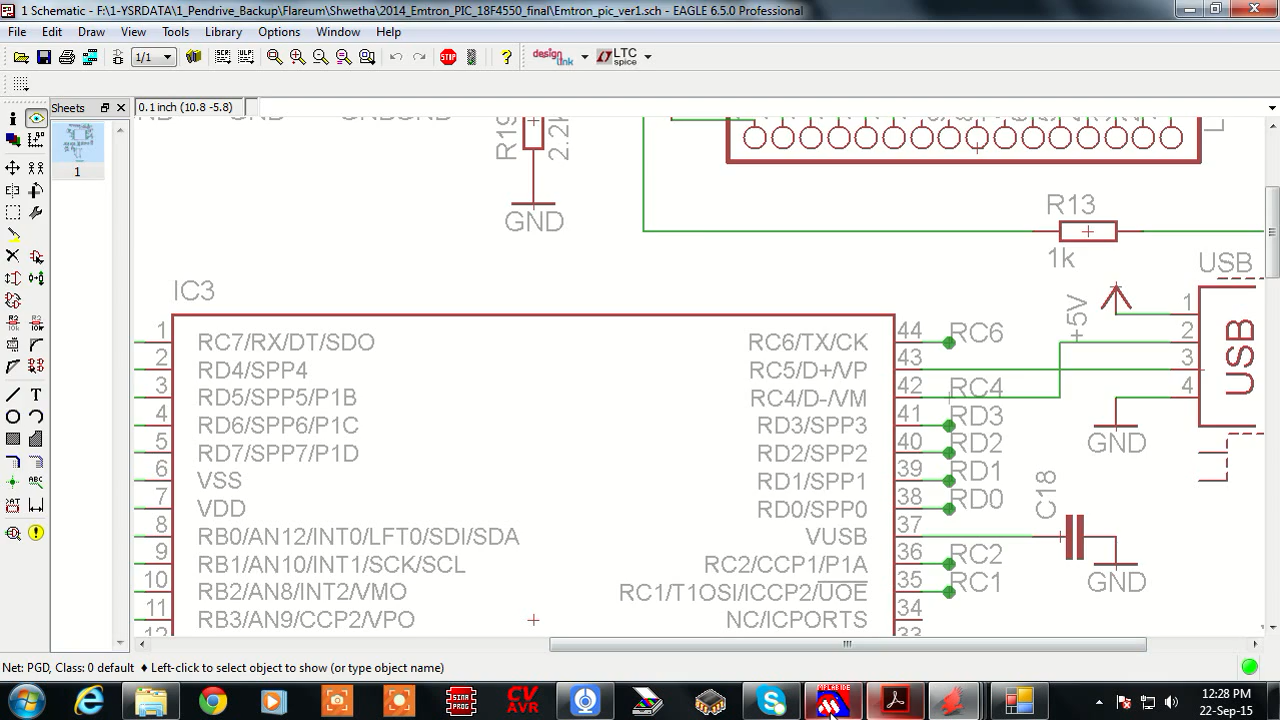 1 Schematic - F:\1-YSRDATA\1_Pendrive_Backup\Flareum\Shwetha\2014_Emtron_PIC_18F4550_final\Emtron_pic_ver1.sch - EAGLE 6.5.0 Professional
File Edit Draw View Tools Library Options Window Help
1/1 SCR ULP STOP ? design link LTC spice
Sheets
0.1 inch (10.8 -5.8)
1
R19
2.2k
GND
R13
1k
USB
+5V
1
2
3
4
USB
GND
IC3
1 RC7/RX/DT/SDO RC6/TX/CK 44 RC6
2 RD4/SPP4 RC5/D+/VP 43
3 RD5/SPP5/P1B RC4/D-/VM 42 RC4
4 RD6/SPP6/P1C RD3/SPP3 41 RD3
5 RD7/SPP7/P1D RD2/SPP2 40 RD2
6 VSS RD1/SPP1 39 RD1
7 VDD RD0/SPP0 38 RD0
8 RB0/AN12/INT0/LFT0/SDI/SDA VUSB 37
9 RB1/AN10/INT1/SCK/SCL RC2/CCP1/P1A 36 RC2
10 RB2/AN8/INT2/VMO RC1/T1OSI/ICCP2/UOE 35 RC1
11 RB3/AN9/CCP2/VPO NC/ICPORTS 34
C18
GND
Net: PGD, Class: 0 default ♦ Left-click to select object to show (or type object name)
SINA PROG
CV AVR
MPLAB IDE
12:28 PM
22-Sep-15